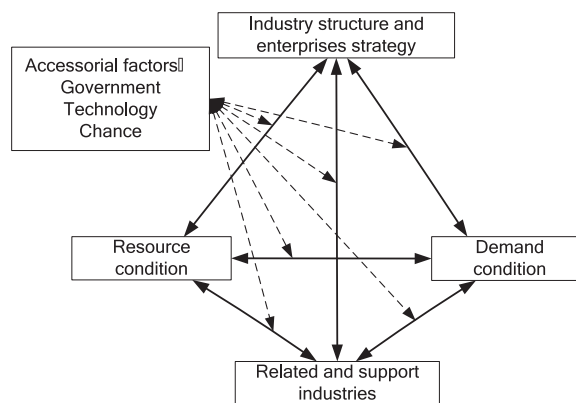 Industry structure and
enterprises strategy
Accessorial factors▯
Government
Technology
Chance
Resource
condition
Demand
condition
Related and support
industries